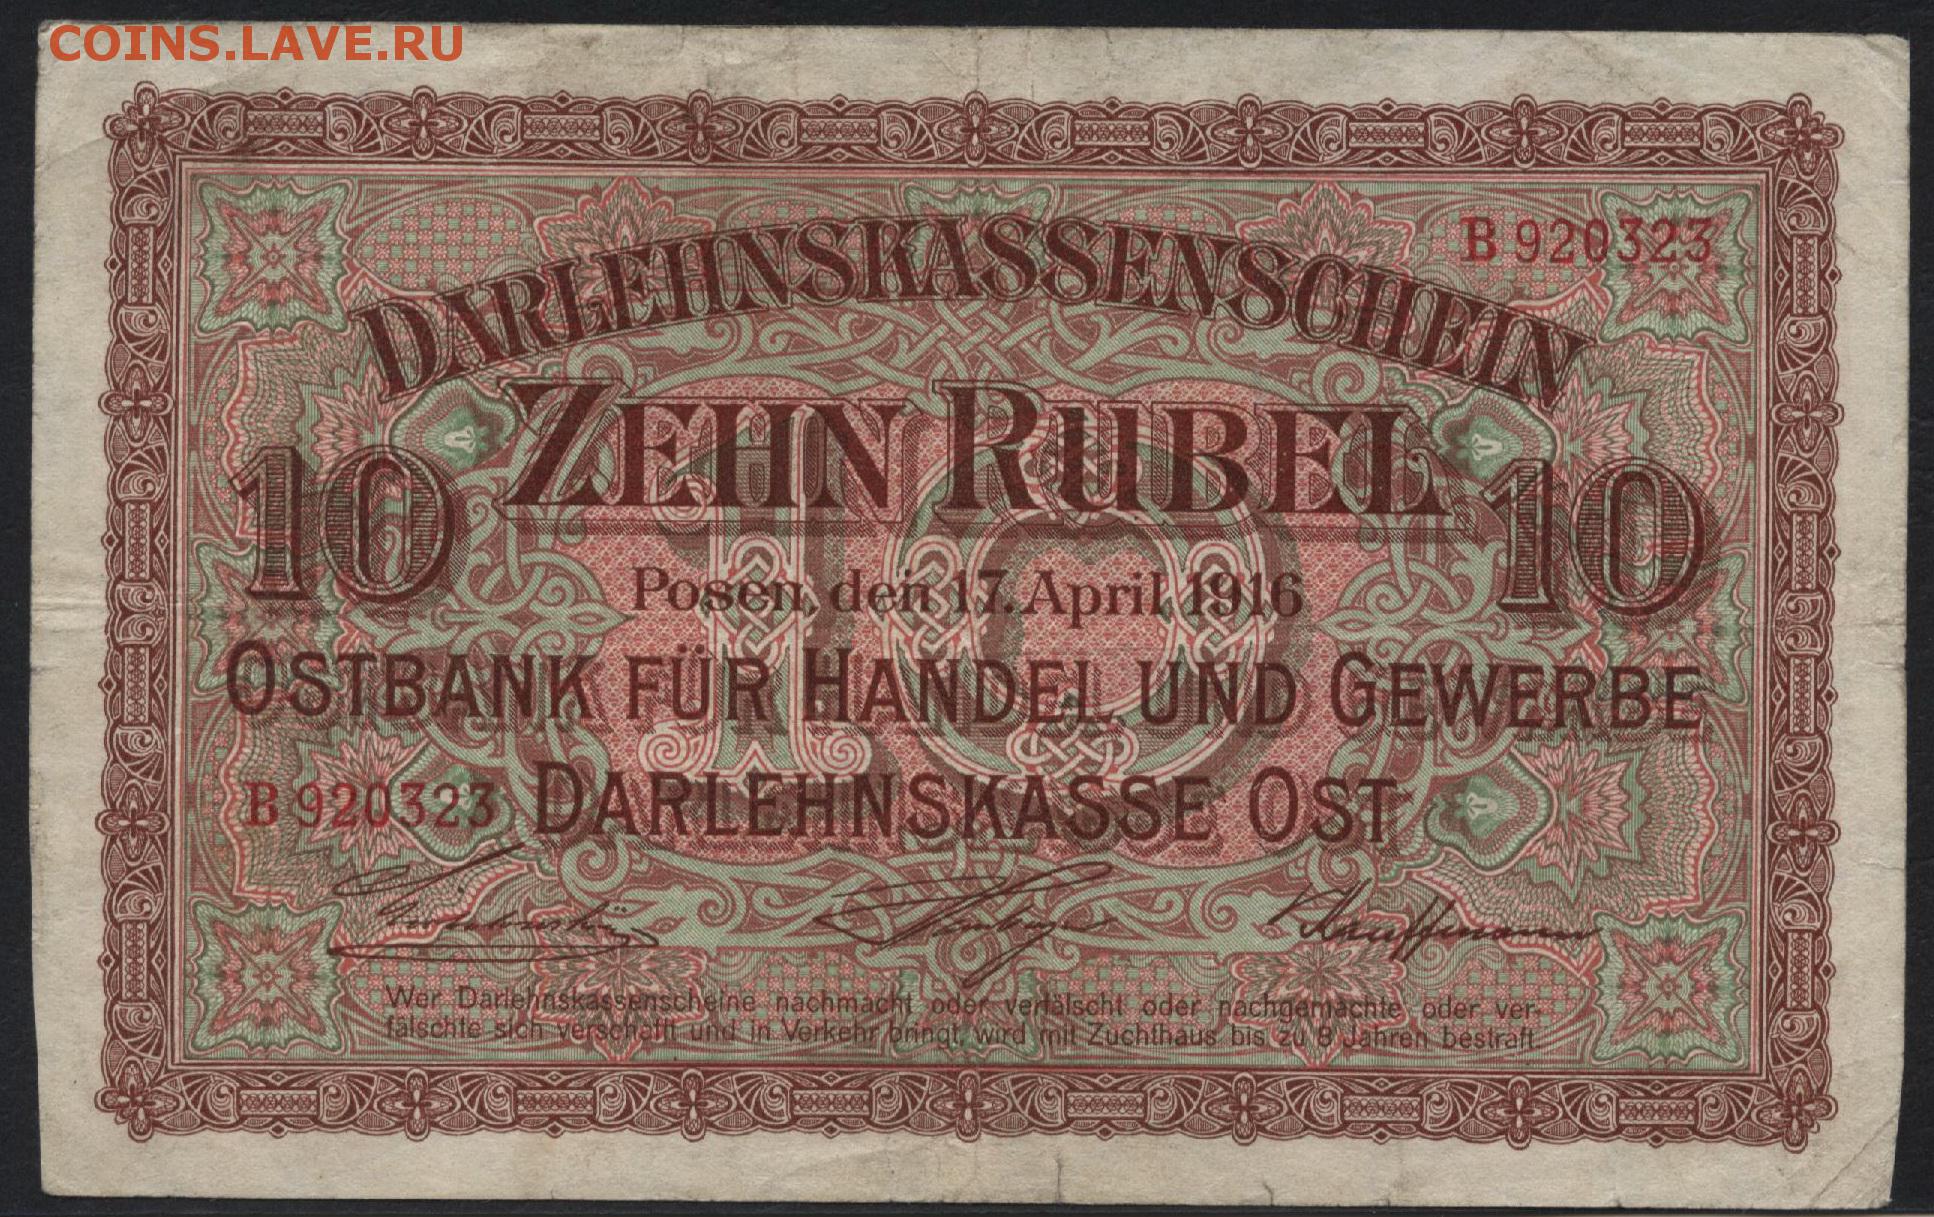 COINS.LAVE.RU
B 920323
DARLEHNSKASSENSCHEIN
ZEHN RUBEL
10
10
Posen den 17. April 1916
10
OSTBANK FÜR HANDEL UND GEWERBE
B 920323
DARLEHNSKASSE OST
Kauffmann
Wer Darlehnskassenscheine nachmacht oder verfälscht oder nachgemachte oder ver-
fälschte sich verschafft und in Verkehr bringt, wird mit Zuchthaus bis zu 8 Jahren bestraft.